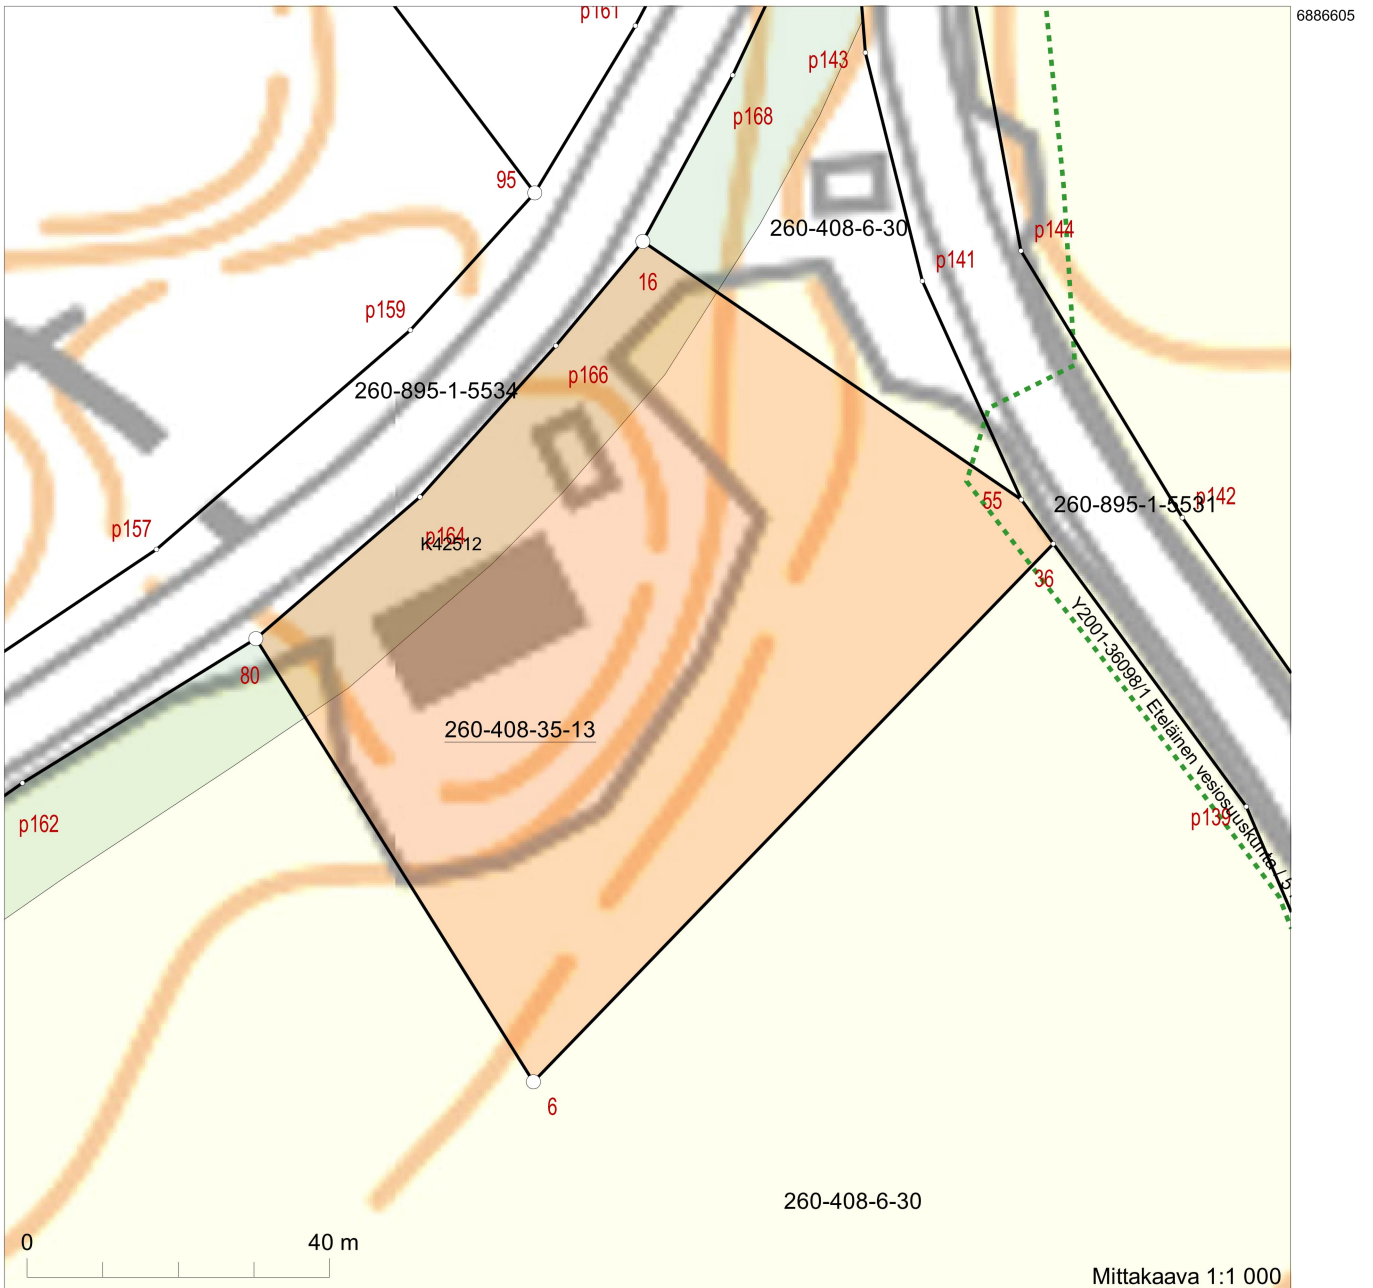 p161
6886605
p143
p168
95
260-408-6-30
p144
p141
16
p159
p166
260-895-1-5534
55
260-895-1-5531
p142
p157
p164
K42512
36
Y2001-36098/1 Eteläinen vesiosuuskunta / 5
80
260-408-35-13
p139
p162
6
260-408-6-30
0 40 m
Mittakaava 1:1 000